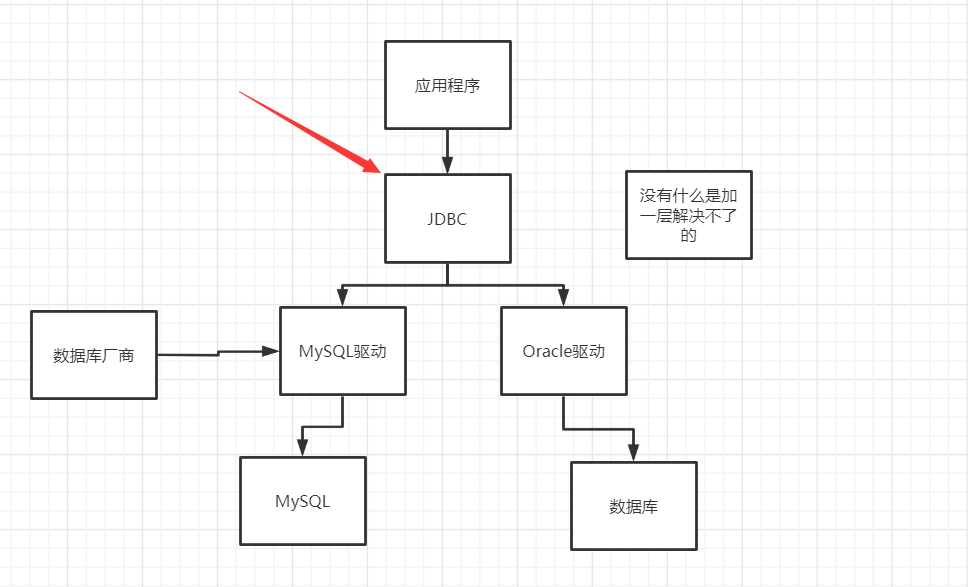 应用程序
JDBC
没有什么是加
一层解决不了
的
数据库厂商
MySQL驱动
Oracle驱动
MySQL
数据库